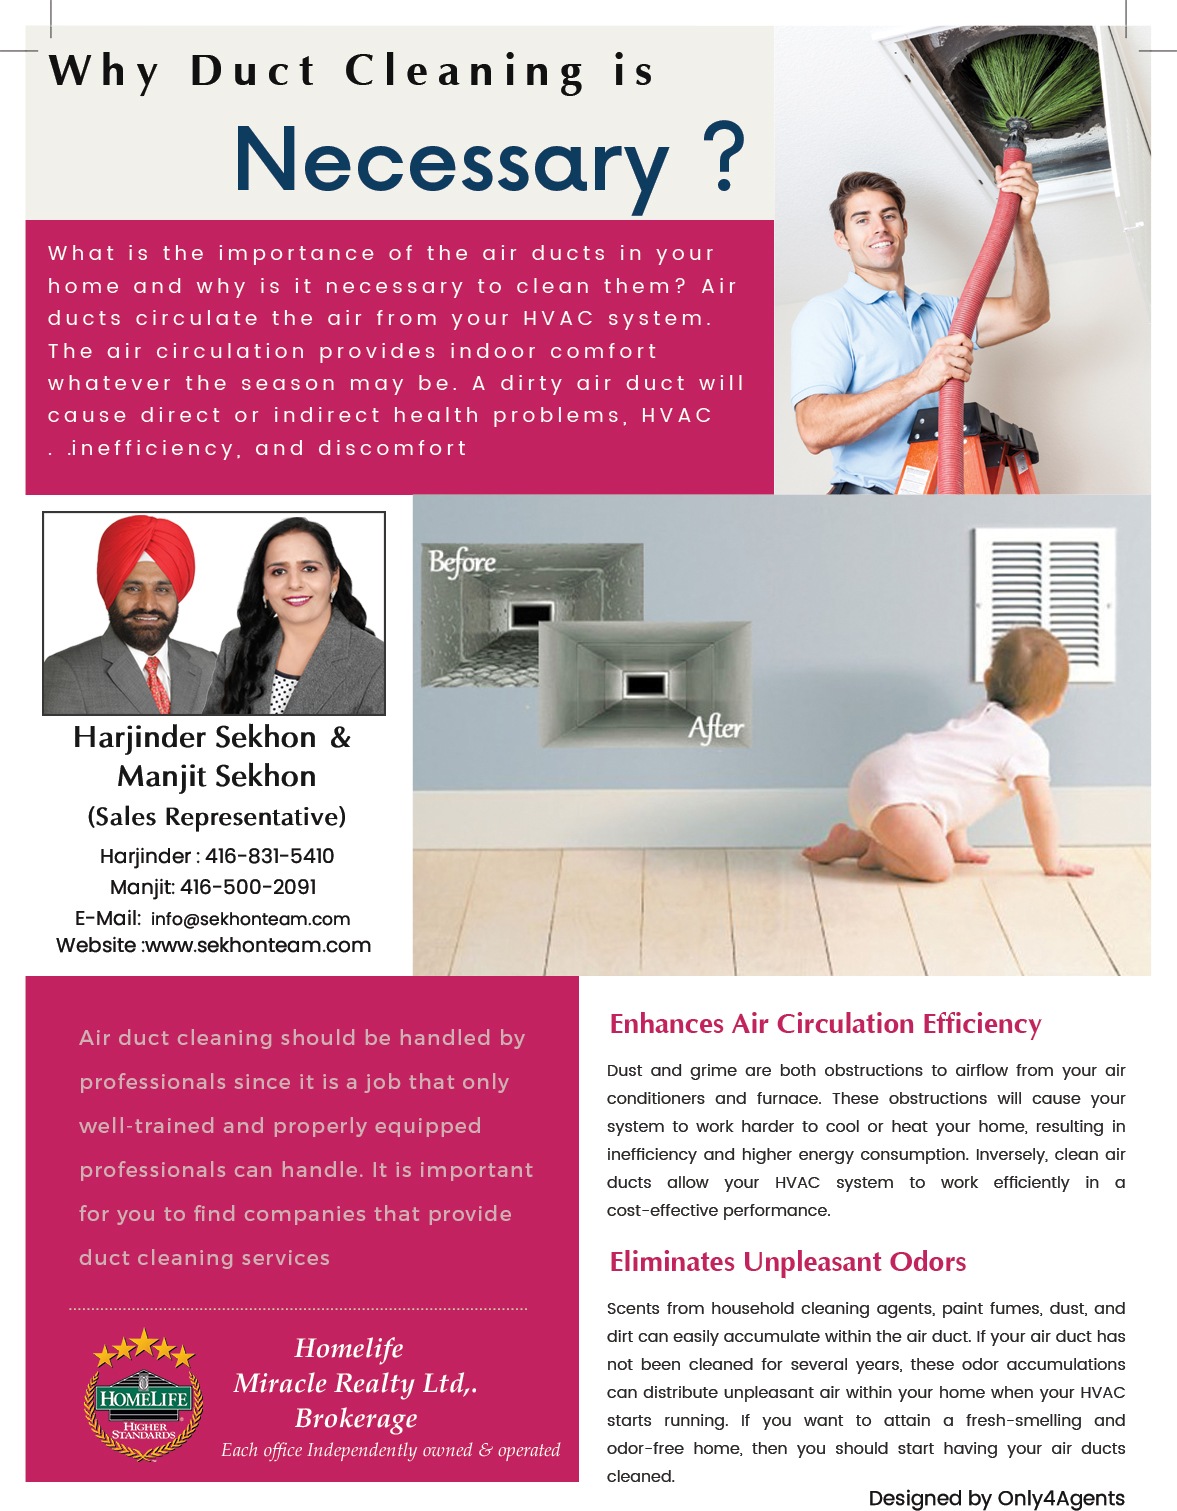 Why Duct Cleaning is
Necessary ?
What is the importance of the air ducts in your
home and why is it necessary to clean them? Air
ducts circulate the air from your HVAC system.
The air circulation provides indoor comfort
whatever the season may be. A dirty air duct will
cause direct or indirect health problems, HVAC
. .inefficiency, and discomfort
Before
After
Harjinder Sekhon &
Manjit Sekhon
(Sales Representative)
Harjinder : 416-831-5410
Manjit: 416-500-2091
E-Mail: info@sekhonteam.com
Website :www.sekhonteam.com
Air duct cleaning should be handled by
professionals since it is a job that only
well-trained and properly equipped
professionals can handle. It is important
for you to find companies that provide
duct cleaning services
HOMELIFE
HIGHER
STANDARDS
Homelife
Miracle Realty Ltd,.
Brokerage
Each office Independently owned & operated
Enhances Air Circulation Efficiency
Dust and grime are both obstructions to airflow from your air
conditioners and furnace. These obstructions will cause your
system to work harder to cool or heat your home, resulting in
inefficiency and higher energy consumption. Inversely, clean air
ducts allow your HVAC system to work efficiently in a
cost-effective performance.
Eliminates Unpleasant Odors
Scents from household cleaning agents, paint fumes, dust, and
dirt can easily accumulate within the air duct. If your air duct has
not been cleaned for several years, these odor accumulations
can distribute unpleasant air within your home when your HVAC
starts running. If you want to attain a fresh-smelling and
odor-free home, then you should start having your air ducts
cleaned.
Designed by Only4Agents